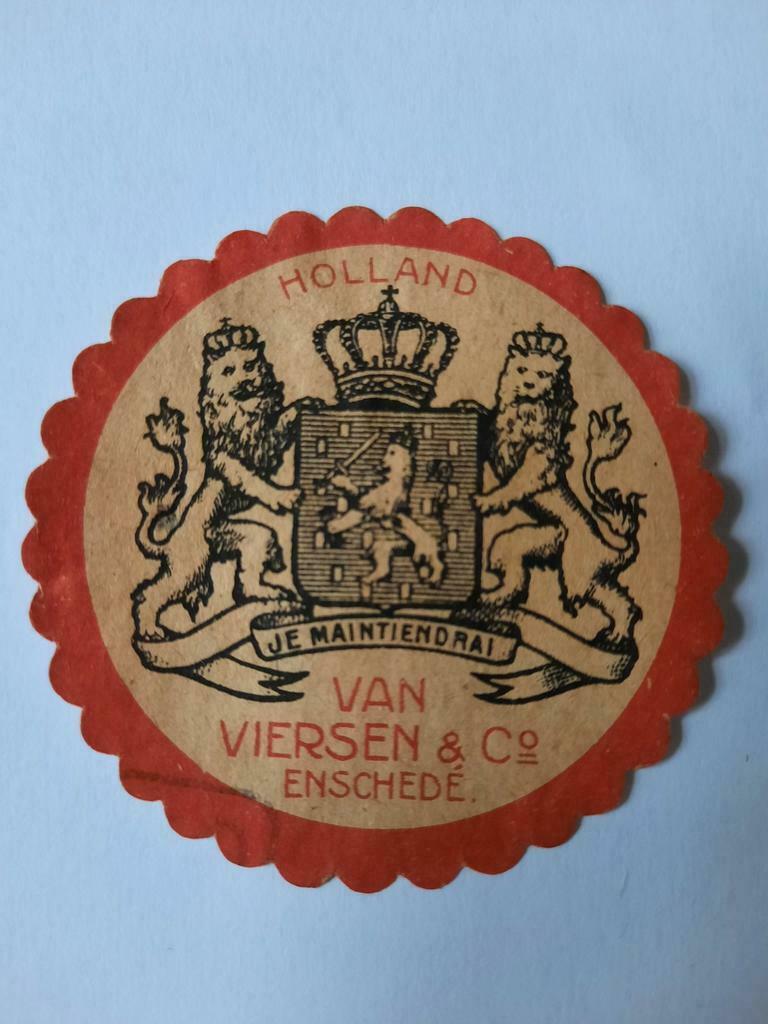 HOLLAND
JE MAINTIENDRAI
VAN
VIERSEN & Cº
ENSCHEDÉ.